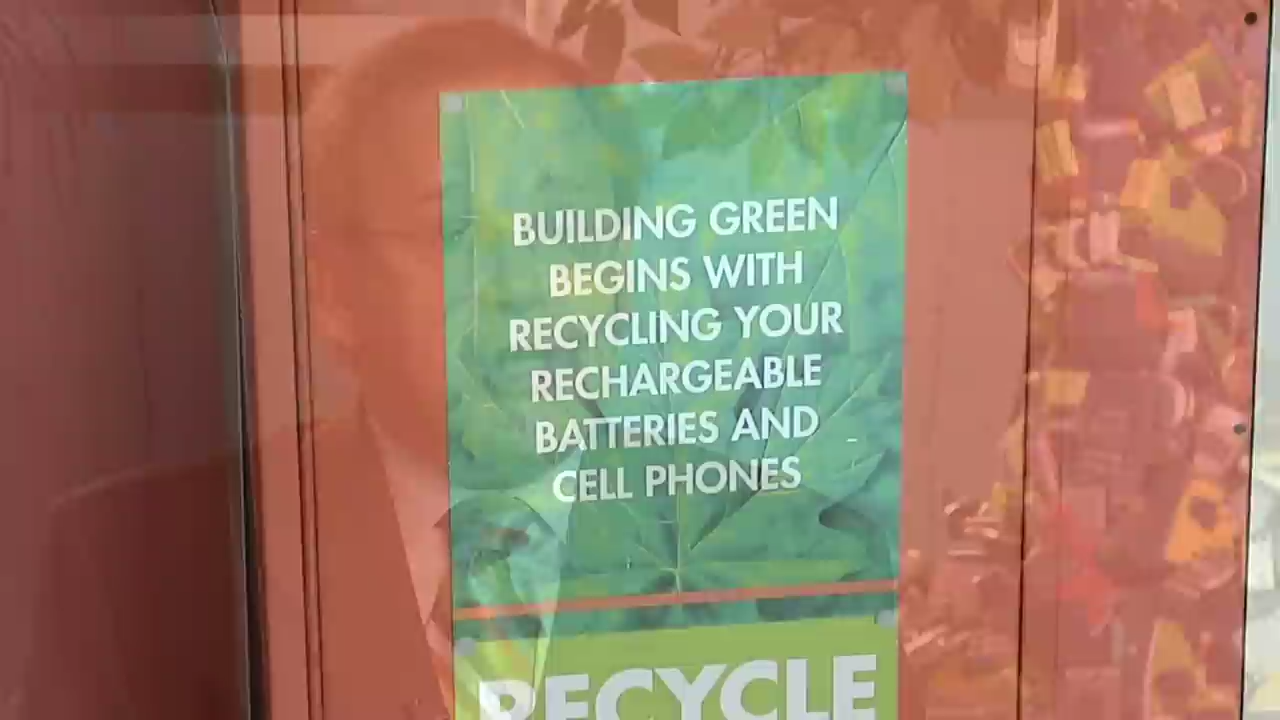 BUILDING GREEN
BEGINS WITH
RECYCLING YOUR
RECHARGEABLE
BATTERIES AND
CELL PHONES
RECYCLE